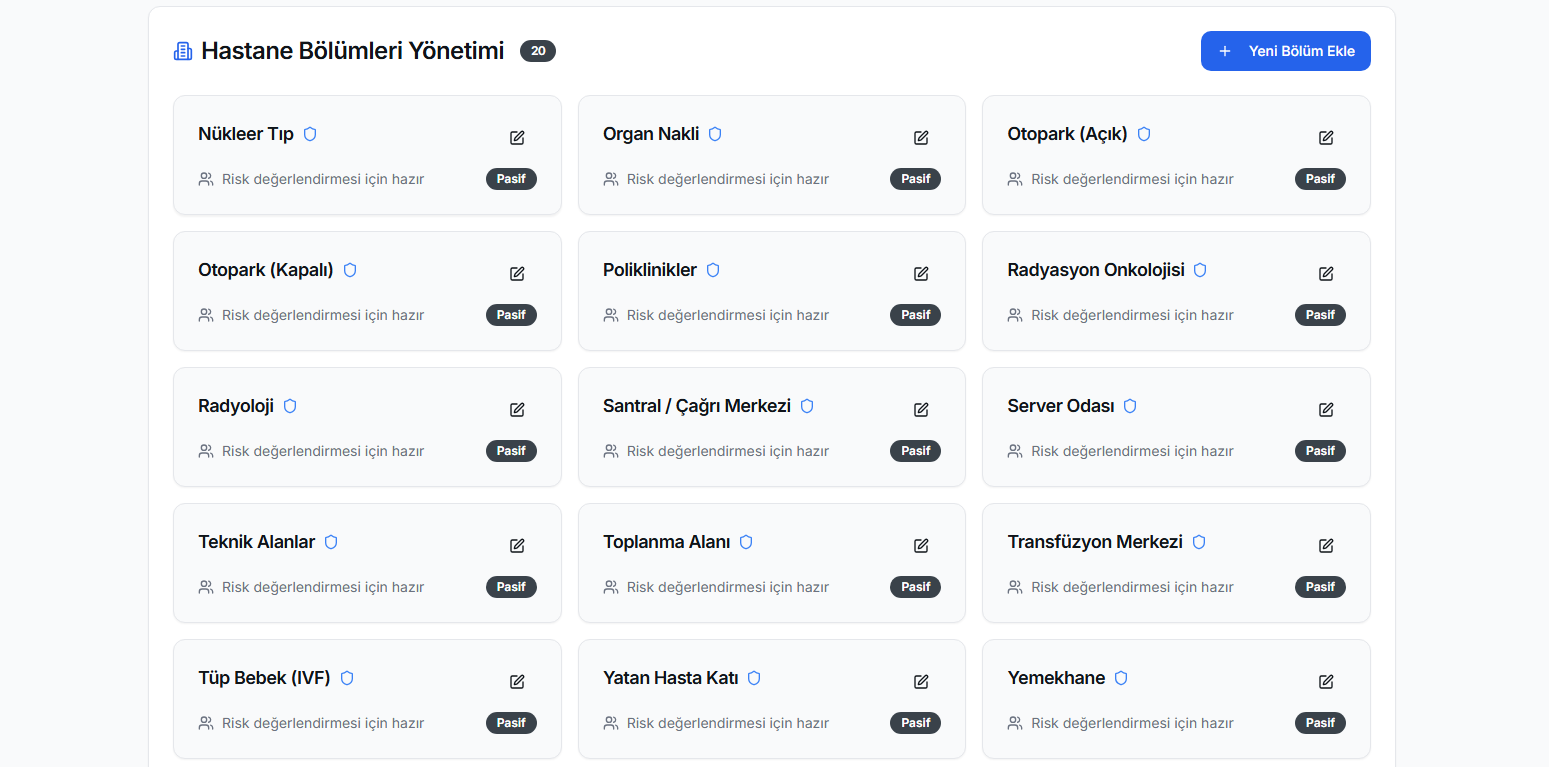 Hastane Bölümleri Yönetimi 20
Yeni Bölüm Ekle
Nükleer Tıp
Risk değerlendirmesi için hazır Pasif
Organ Nakli
Risk değerlendirmesi için hazır Pasif
Otopark (Açık)
Risk değerlendirmesi için hazır Pasif
Otopark (Kapalı)
Risk değerlendirmesi için hazır Pasif
Poliklinikler
Risk değerlendirmesi için hazır Pasif
Radyasyon Onkolojisi
Risk değerlendirmesi için hazır Pasif
Radyoloji
Risk değerlendirmesi için hazır Pasif
Santral / Çağrı Merkezi
Risk değerlendirmesi için hazır Pasif
Server Odası
Risk değerlendirmesi için hazır Pasif
Teknik Alanlar
Risk değerlendirmesi için hazır Pasif
Toplanma Alanı
Risk değerlendirmesi için hazır Pasif
Transfüzyon Merkezi
Risk değerlendirmesi için hazır Pasif
Tüp Bebek (IVF)
Risk değerlendirmesi için hazır Pasif
Yatan Hasta Katı
Risk değerlendirmesi için hazır Pasif
Yemekhane
Risk değerlendirmesi için hazır Pasif